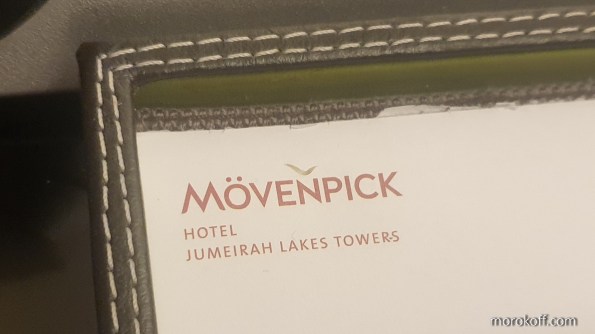 MÖVENPICK
HOTEL
JUMEIRAH LAKES TOWERS
morokoff.com